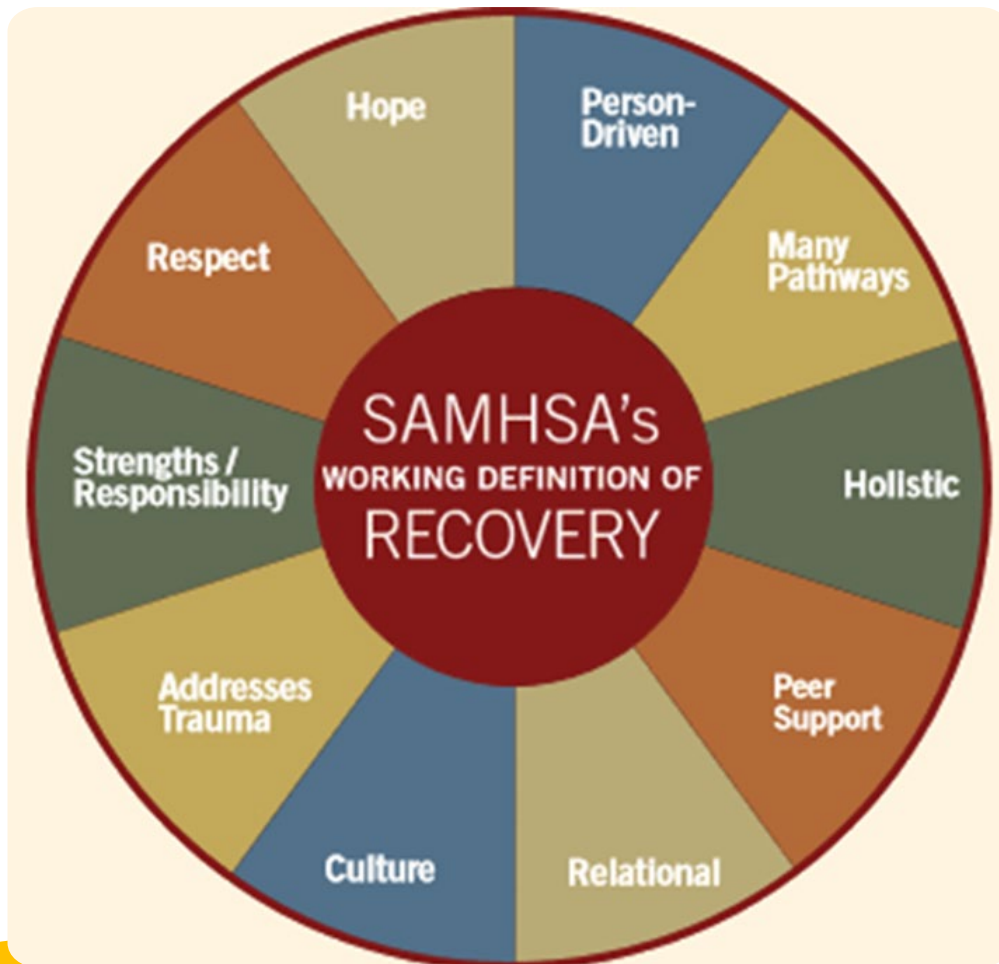 Hope
Person-
Driven
Many
Pathways
Holistic
Peer
Support
Relational
Culture
Addresses
Trauma
Strengths /
Responsibility
Respect
SAMHSA's
WORKING DEFINITION OF
RECOVERY